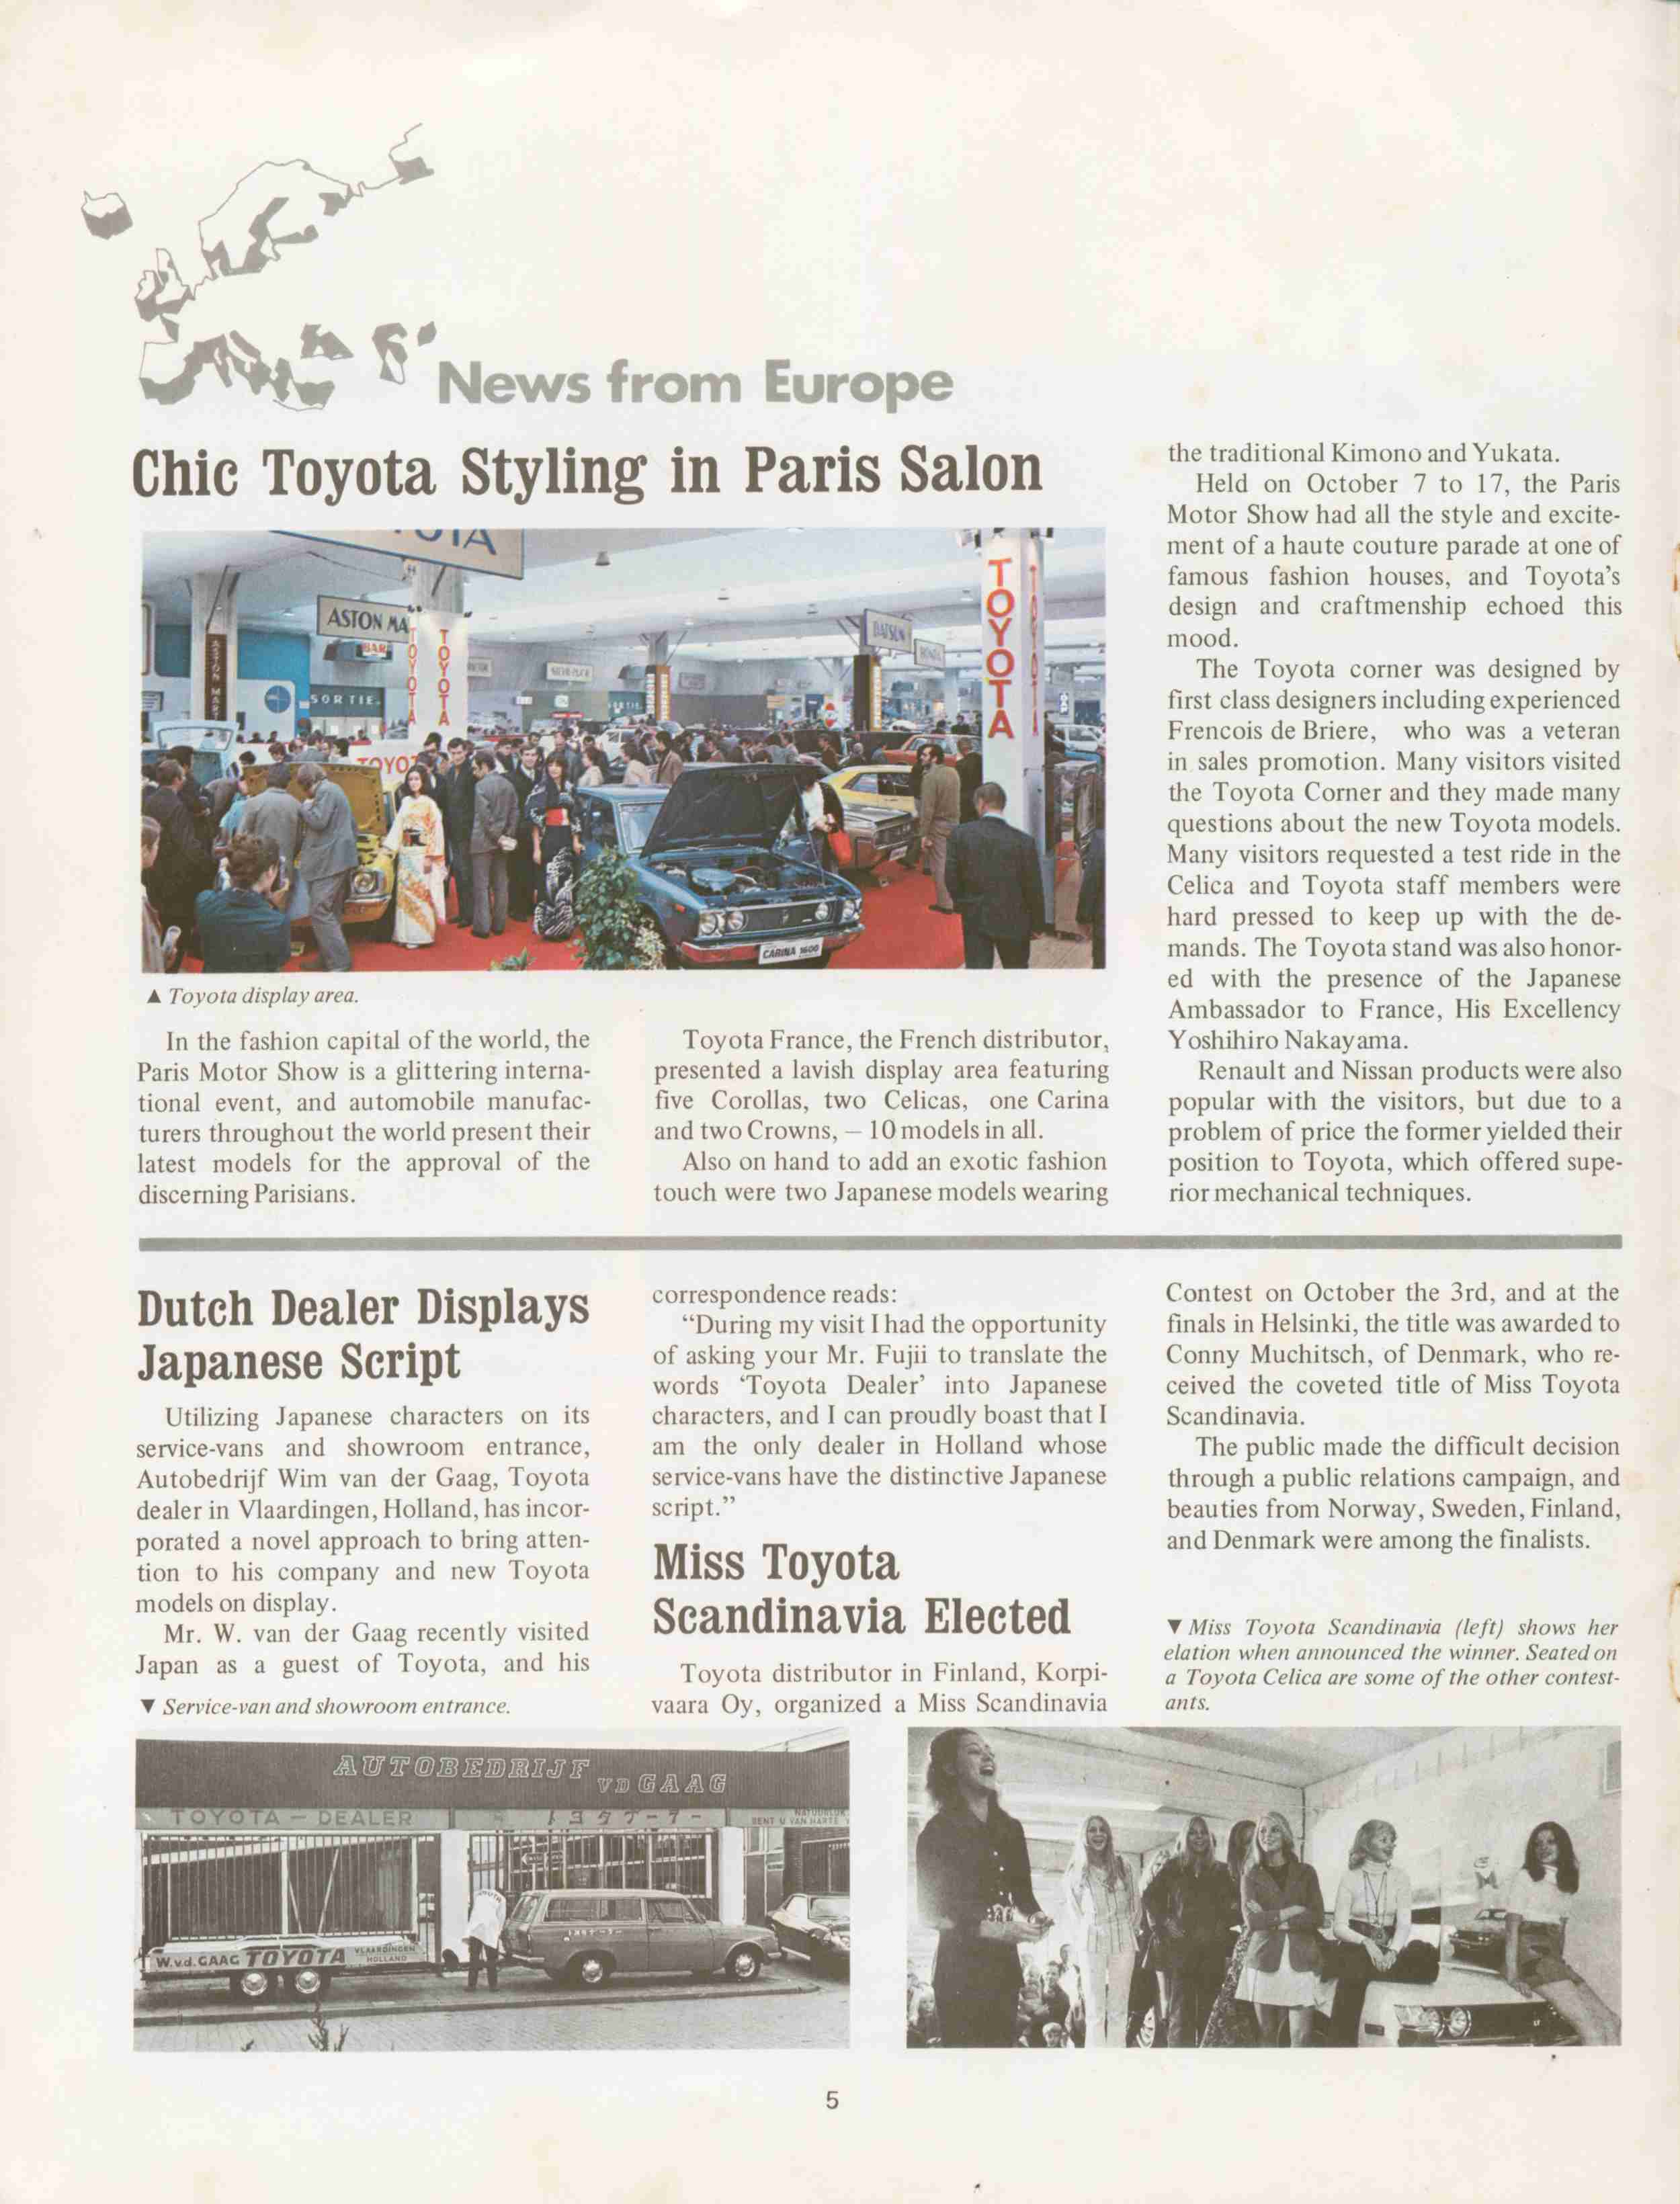 News from Europe
Chic Toyota Styling in Paris Salon
ASTON MA
BAR
SORTIE
TOYOTA
TOYOTA
TOYOTA
DATSUN
TOYOTA
CARINA 1600
▲ Toyota display area.
In the fashion capital of the world, the
Paris Motor Show is a glittering interna-
tional event, and automobile manufac-
turers throughout the world present their
latest models for the approval of the
discerning Parisians.
Toyota France, the French distributor,
presented a lavish display area featuring
five Corollas, two Celicas, one Carina
and two Crowns, — 10 models in all.
Also on hand to add an exotic fashion
touch were two Japanese models wearing
the traditional Kimono and Yukata.
Held on October 7 to 17, the Paris
Motor Show had all the style and excite-
ment of a haute couture parade at one of
famous fashion houses, and Toyota's
design and craftmenship echoed this
mood.
The Toyota corner was designed by
first class designers including experienced
Frencois de Briere, who was a veteran
in sales promotion. Many visitors visited
the Toyota Corner and they made many
questions about the new Toyota models.
Many visitors requested a test ride in the
Celica and Toyota staff members were
hard pressed to keep up with the de-
mands. The Toyota stand was also honor-
ed with the presence of the Japanese
Ambassador to France, His Excellency
Yoshihiro Nakayama.
Renault and Nissan products were also
popular with the visitors, but due to a
problem of price the former yielded their
position to Toyota, which offered supe-
rior mechanical techniques.
Dutch Dealer Displays
Japanese Script
Utilizing Japanese characters on its
service-vans and showroom entrance,
Autobedrijf Wim van der Gaag, Toyota
dealer in Vlaardingen, Holland, has incor-
porated a novel approach to bring atten-
tion to his company and new Toyota
models on display.
Mr. W. van der Gaag recently visited
Japan as a guest of Toyota, and his
▼ Service-van and showroom entrance.
correspondence reads:
“During my visit I had the opportunity
of asking your Mr. Fujii to translate the
words ‘Toyota Dealer’ into Japanese
characters, and I can proudly boast that I
am the only dealer in Holland whose
service-vans have the distinctive Japanese
script.”
Miss Toyota
Scandinavia Elected
Toyota distributor in Finland, Korpi-
vaara Oy, organized a Miss Scandinavia
Contest on October the 3rd, and at the
finals in Helsinki, the title was awarded to
Conny Muchitsch, of Denmark, who re-
ceived the coveted title of Miss Toyota
Scandinavia.
The public made the difficult decision
through a public relations campaign, and
beauties from Norway, Sweden, Finland,
and Denmark were among the finalists.
▼ Miss Toyota Scandinavia (left) shows her
elation when announced the winner. Seated on
a Toyota Celica are some of the other contest-
ants.
AUTOBEDRIJF VD GAAG
TOYOTA — DEALER
BENT U VAN HARTE
W.v.d. GAAG TOYOTA VLAARDINGEN
HOLLAND
5